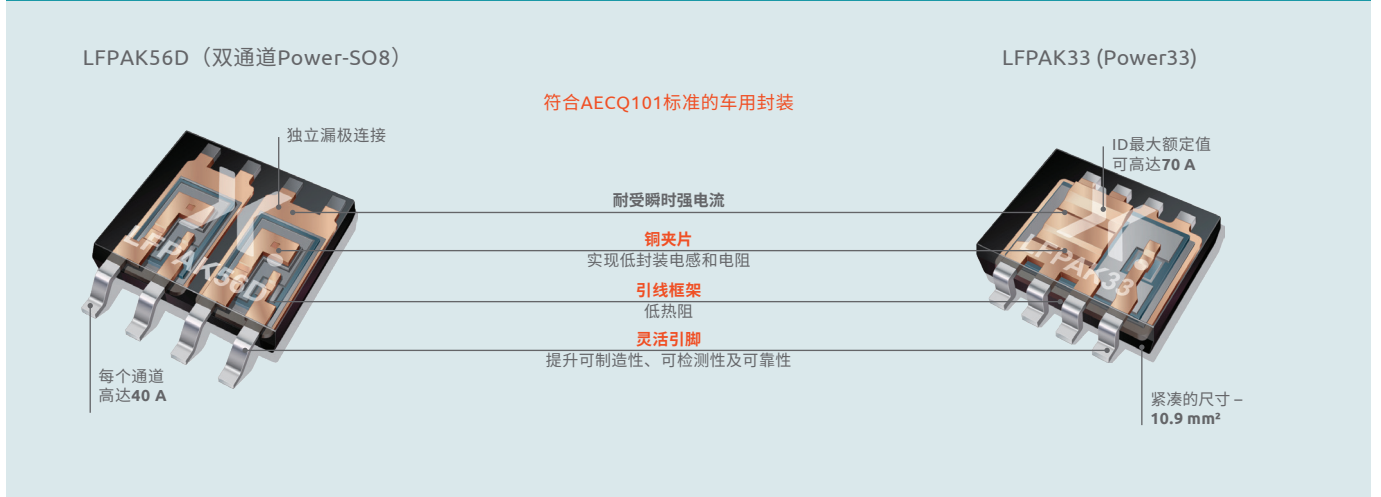 LFPAK56D（双通道Power-SO8）
LFPAK33 (Power33)
符合AECQ101标准的车用封装
独立漏极连接
ID最大额定值
可高达70 A
耐受瞬时强电流
铜夹片
实现低封装电感和电阻
引线框架
低热阻
灵活引脚
提升可制造性、可检测性及可靠性
每个通道
高达40 A
紧凑的尺寸 –
10.9 mm²
LFPAK56D
LFPAK33